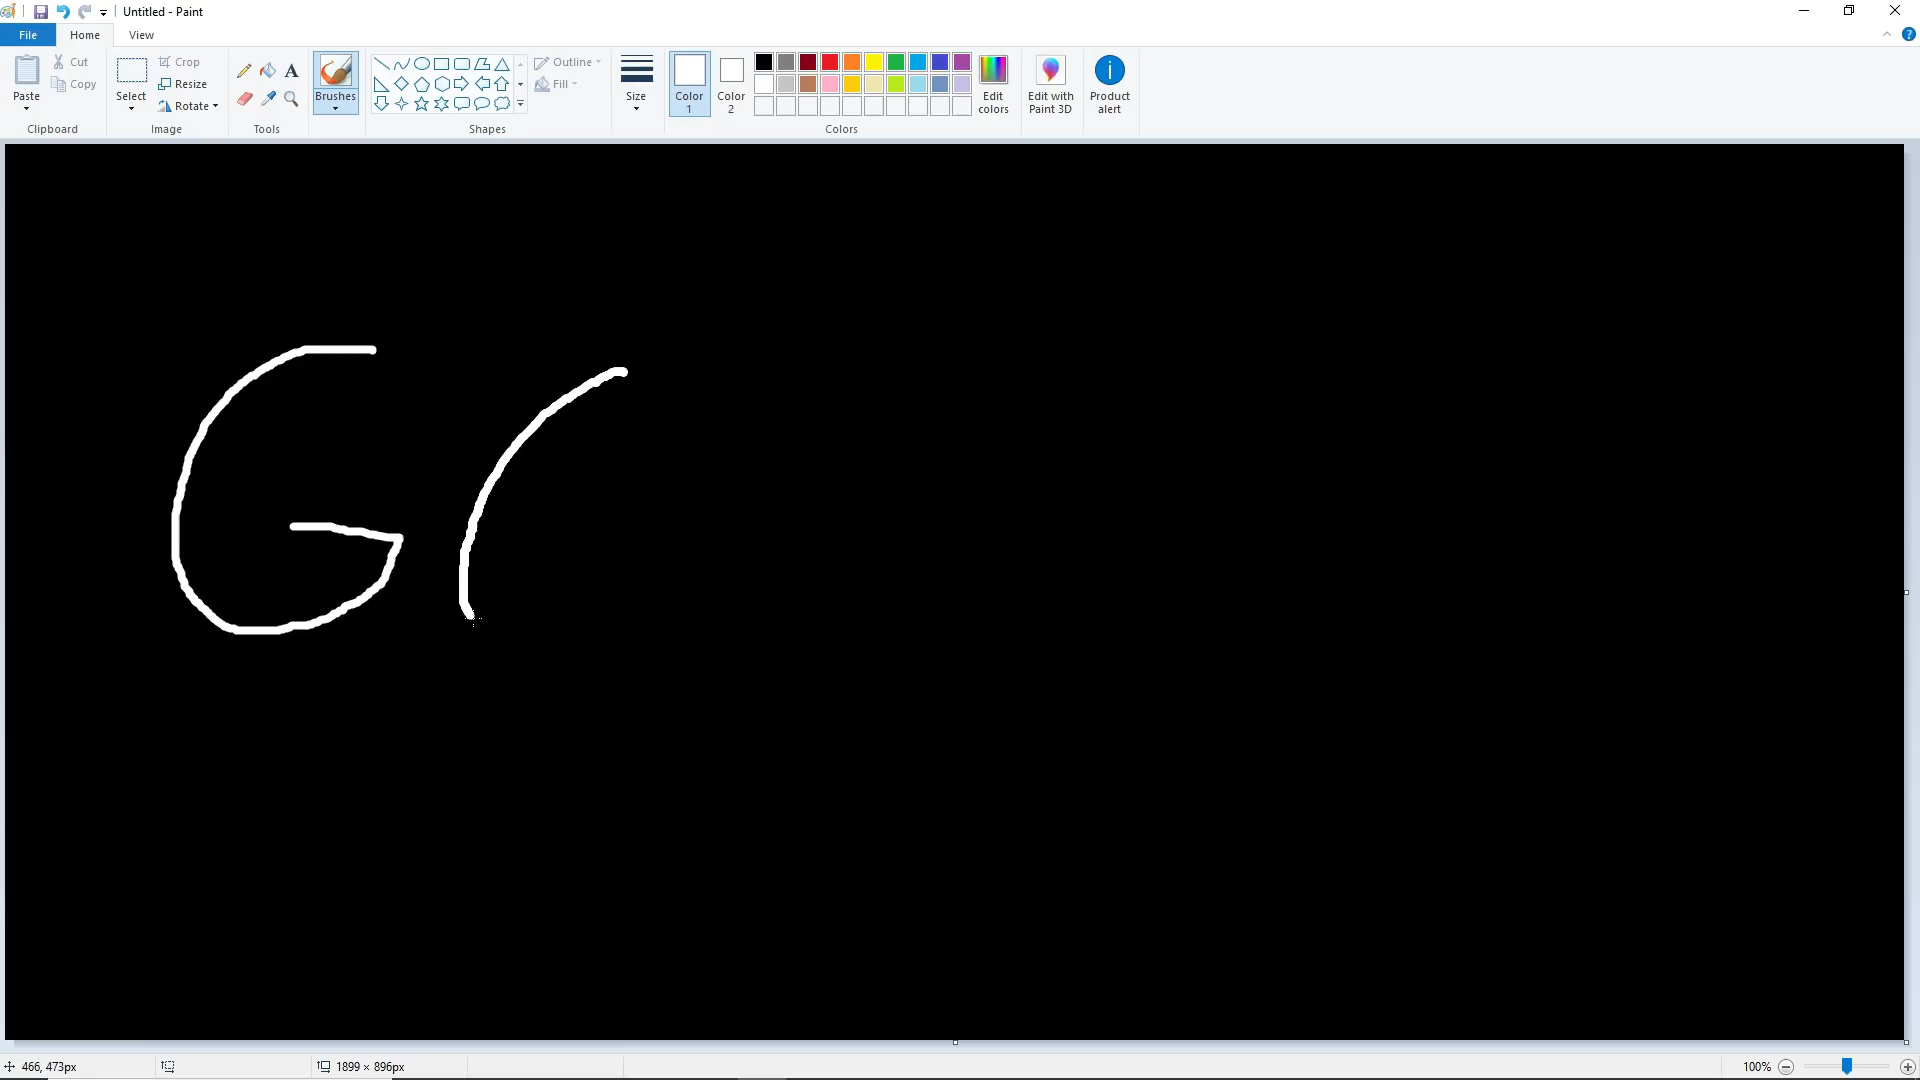 Untitled - Paint
File
Home
View
Paste
Cut
Copy
Clipboard
Select
Crop
Resize
Rotate
Image
A
Tools
Brushes
Shapes
Outline
Fill
Size
Color 1
Color 2
Edit colors
Colors
Edit with Paint 3D
Product alert
G
466, 473px
1899 × 896px
100%